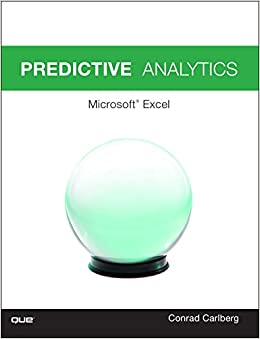 PREDICTIVE ANALYTICS
Microsoft® Excel
que®
Conrad Carlberg